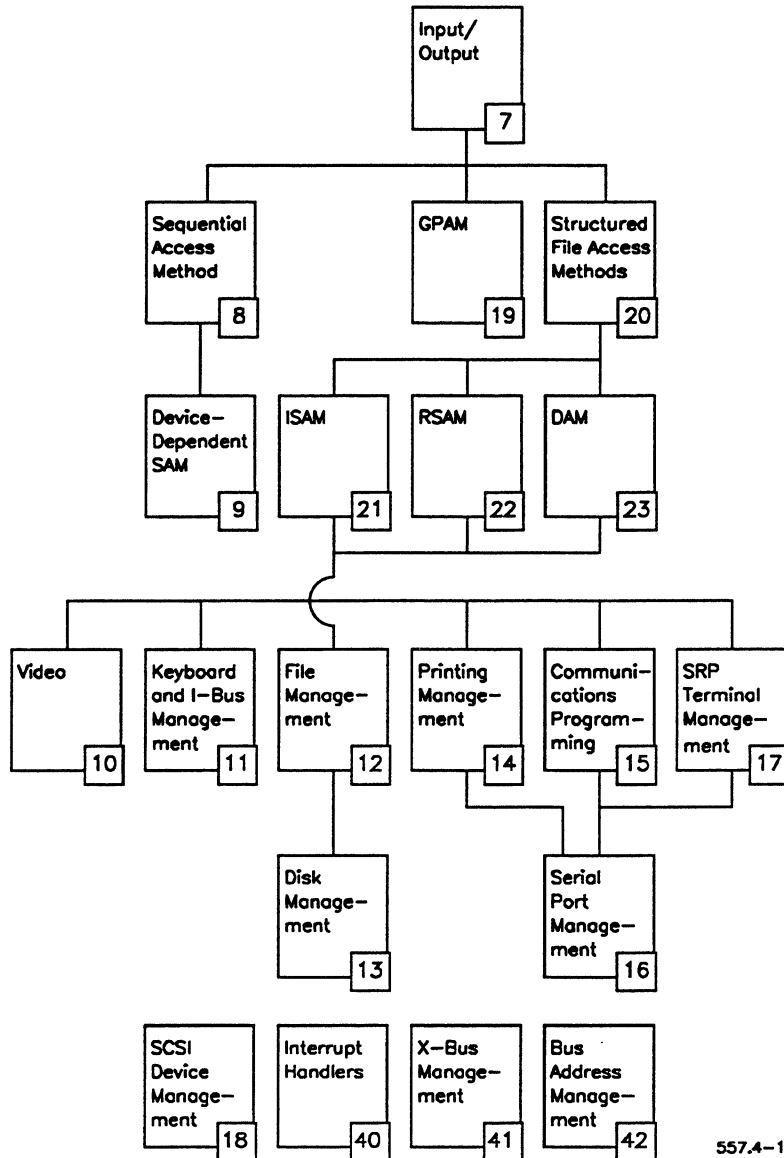 Input/
Output
7
Sequential
Access
Method
8
GPAM
19
Structured
File Access
Methods
20
Device-
Dependent
SAM
9
ISAM
21
RSAM
22
DAM
23
Video
10
Keyboard
and I-Bus
Manage-
ment
11
File
Manage-
ment
12
Printing
Manage-
ment
14
Communi-
cations
Program-
ming
15
SRP
Terminal
Manage-
ment
17
Disk
Manage-
ment
13
Serial
Port
Manage-
ment
16
SCSI
Device
Manage-
ment
18
Interrupt
Handlers
40
X-Bus
Manage-
ment
41
Bus
Address
Manage-
ment
42
557.4-1